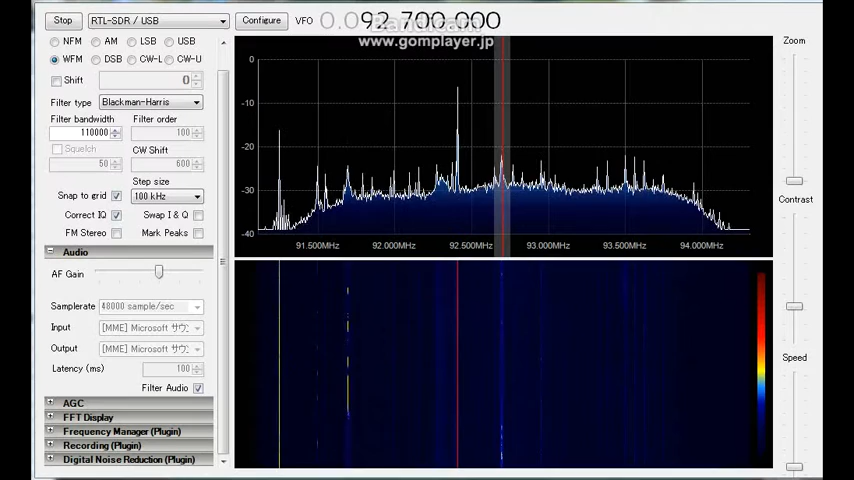 Stop RTL-SDR / USB Configure VFO 0.092.700.000
Bandicam
www.gomplayer.jp
NFM AM LSB USB
WFM DSB CW-L CW-U
Shift 0
Filter type Blackman-Harris
Filter bandwidth Filter order
110000 100
Squelch CW Shift
50 600
Snap to grid Step size
100 kHz
Correct IQ Swap I & Q
FM Stereo Mark Peaks
Audio
AF Gain
Samplerate 48000 sample/sec
Input [MME] Microsoft サウ
Output [MME] Microsoft サウ
Latency (ms) 100
Filter Audio
AGC
FFT Display
Frequency Manager (Plugin)
Recording (Plugin)
Digital Noise Reduction (Plugin)
0
-10
-20
-30
-40
91.500MHz 92.000MHz 92.500MHz 93.000MHz 93.500MHz 94.000MHz
Zoom
Contrast
Speed